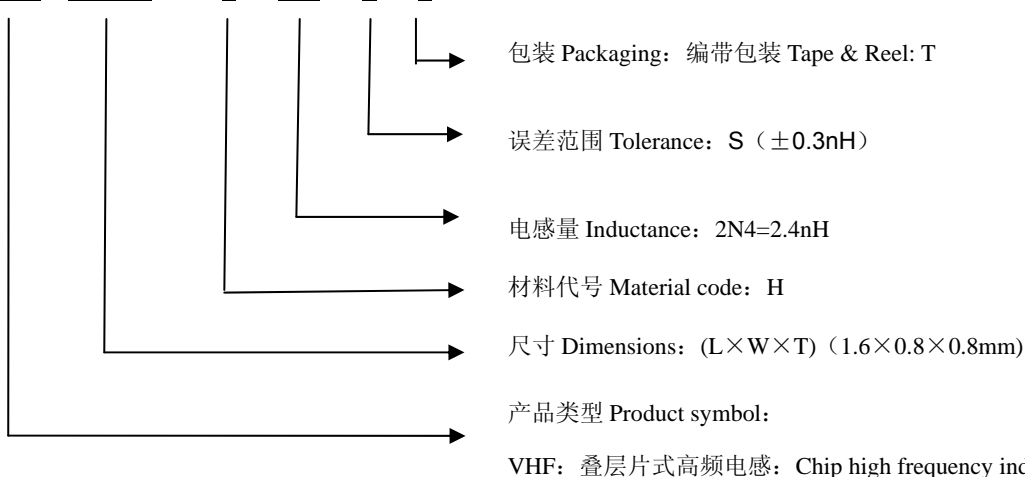 包装 Packaging：编带包装 Tape & Reel: T
误差范围 Tolerance：S（±0.3nH）
电感量 Inductance：2N4=2.4nH
材料代号 Material code：H
尺寸 Dimensions：(L×W×T)（1.6×0.8×0.8mm）
产品类型 Product symbol：
VHF：叠层片式高频电感：Chip high frequency